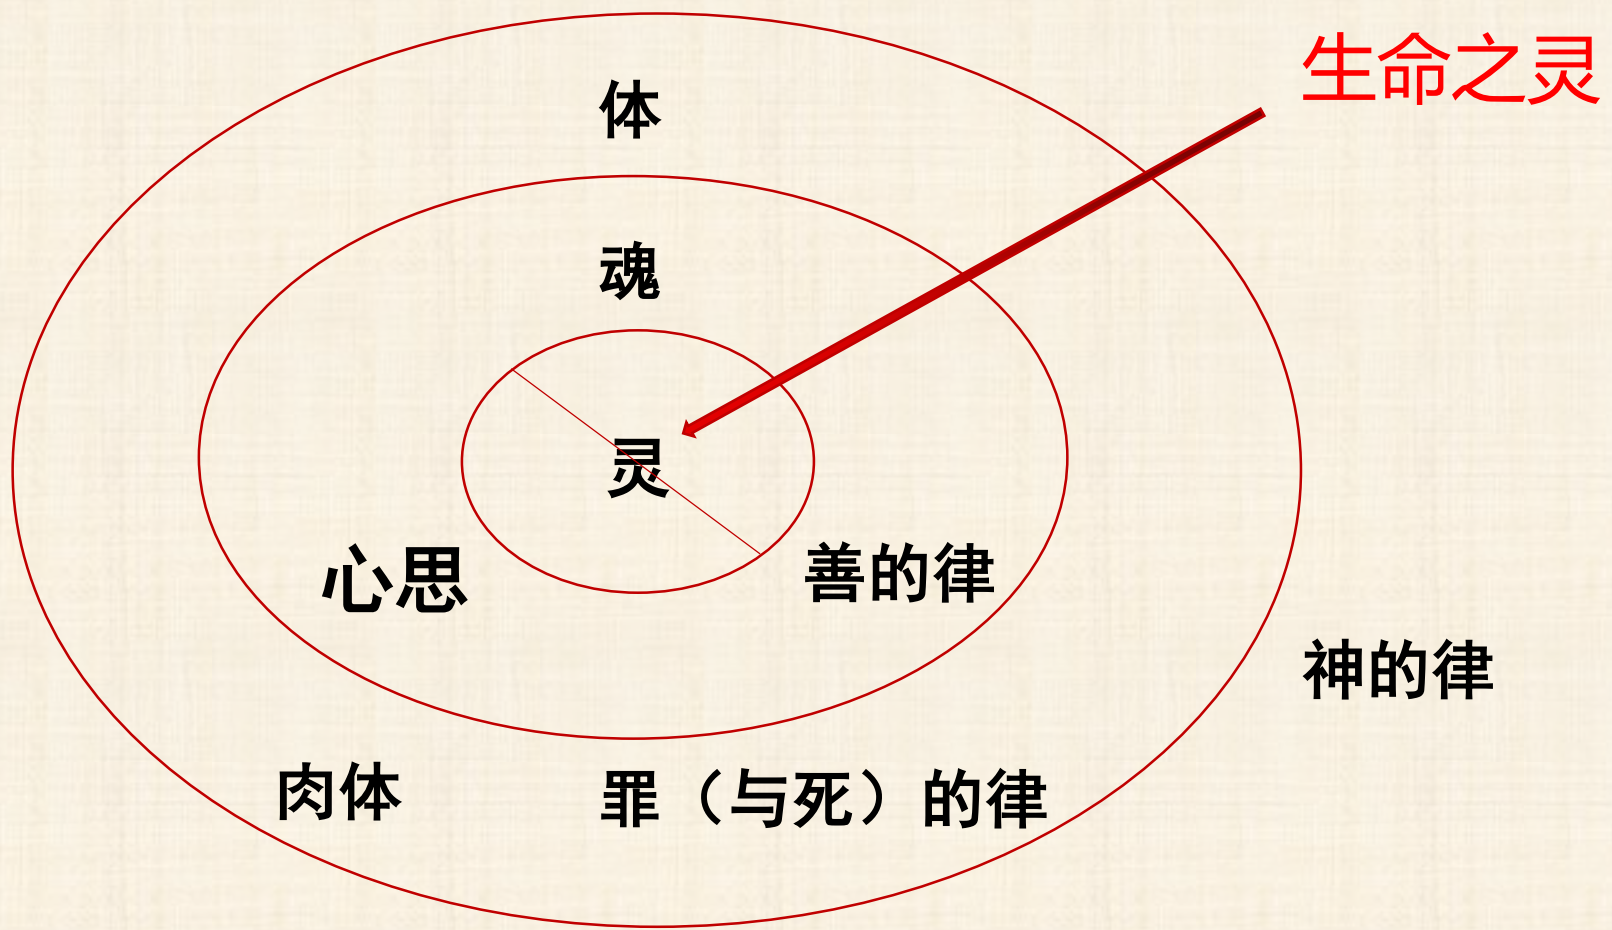 生命之灵
体
魂
灵
心思
善的律
神的律
肉体
罪（与死）的律